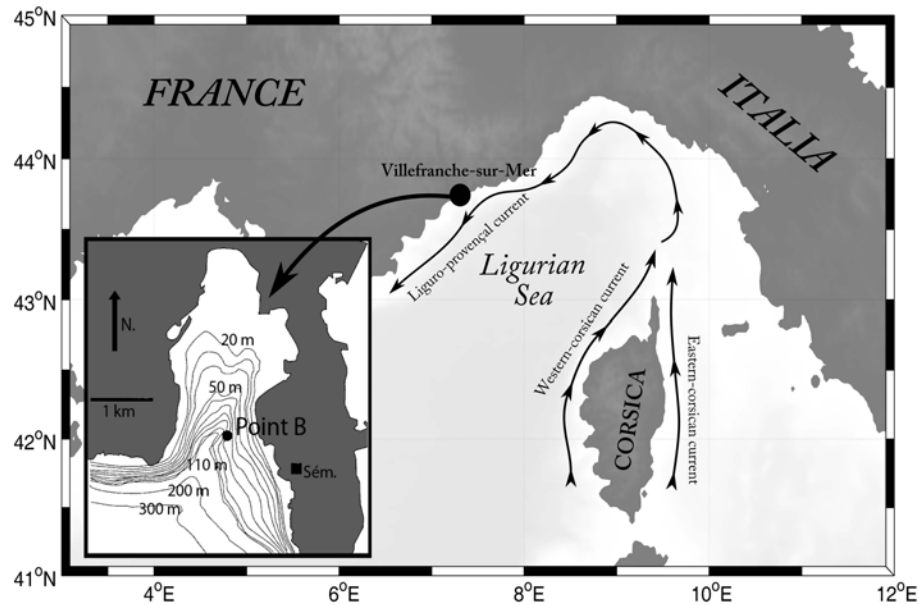 45°N
FRANCE
ITALIA
44°N
Villefranche-sur-Mer
Liguro-provençal current
Ligurian
Sea
43°N
Western-corsican current
Eastern-corsican current
CORSICA
N.
20 m
50 m
1 km
Point B
42°N
110 m
Sém.
200 m
300 m
41°N
4°E
6°E
8°E
10°E
12°E